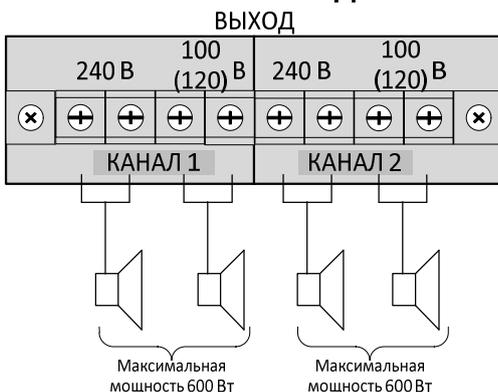 ВЫХОД
240 В 100 (120) В 240 В 100 (120) В
КАНАЛ 1 КАНАЛ 2
Максимальная Максимальная
мощность 600 Вт мощность 600 Вт